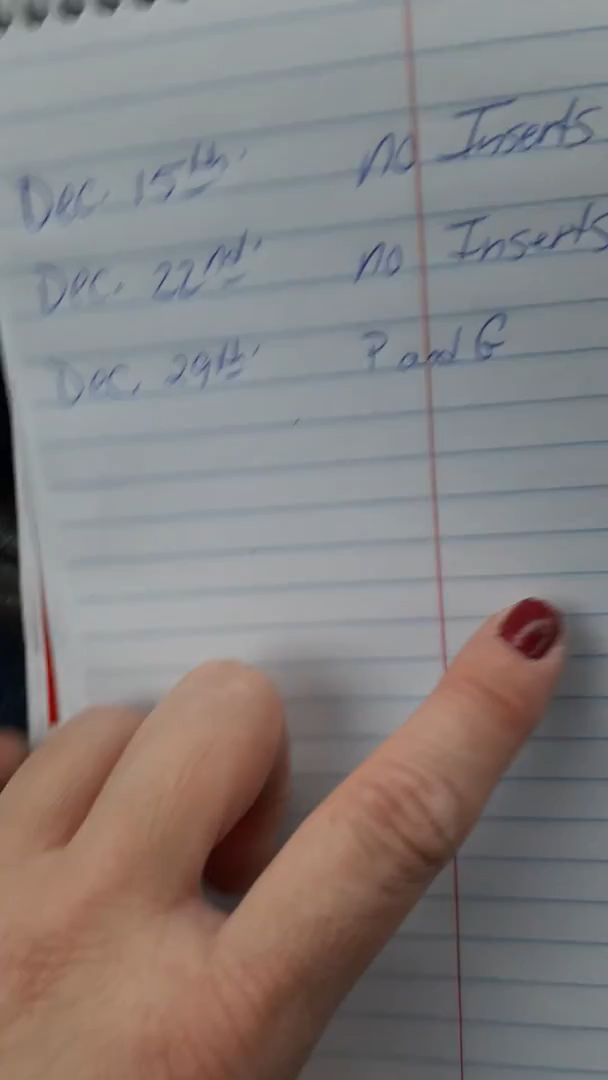 Dec. 15th. no Inserts
Dec. 22nd. no Inserts
Dec. 29th. P and G